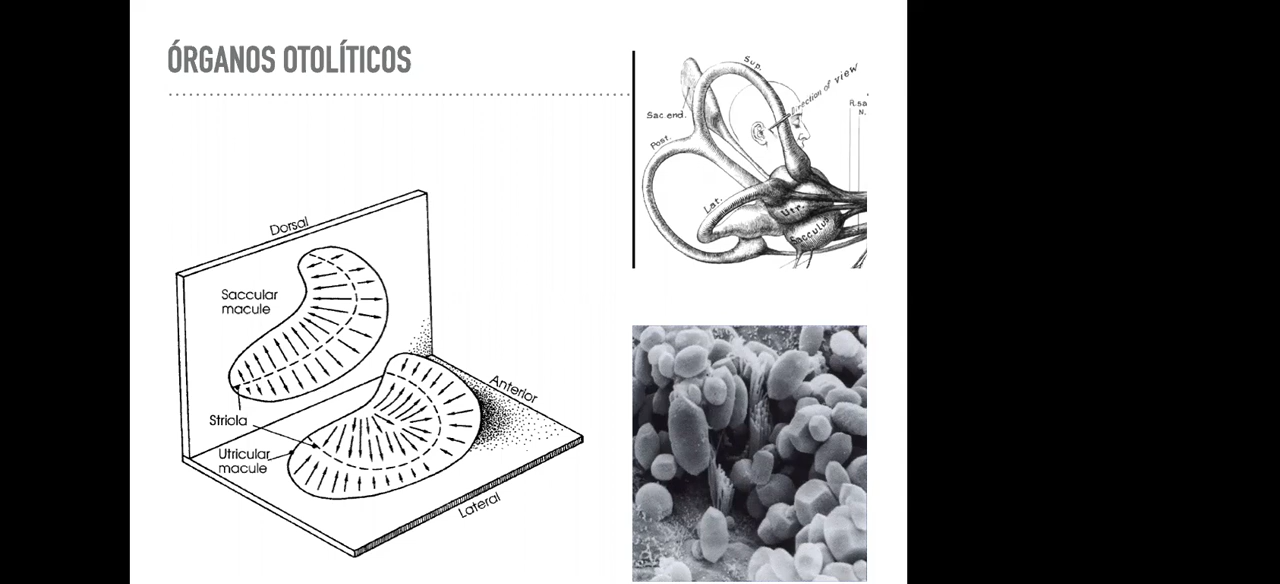 ÓRGANOS OTOLÍTICOS
Dorsal
Saccular
macule
Striola
Utricular
macule
Anterior
Lateral
Sup.
Direction of view
Sac. end.
R.sa
N.
Post.
Lat.
Utr.
Sacculus